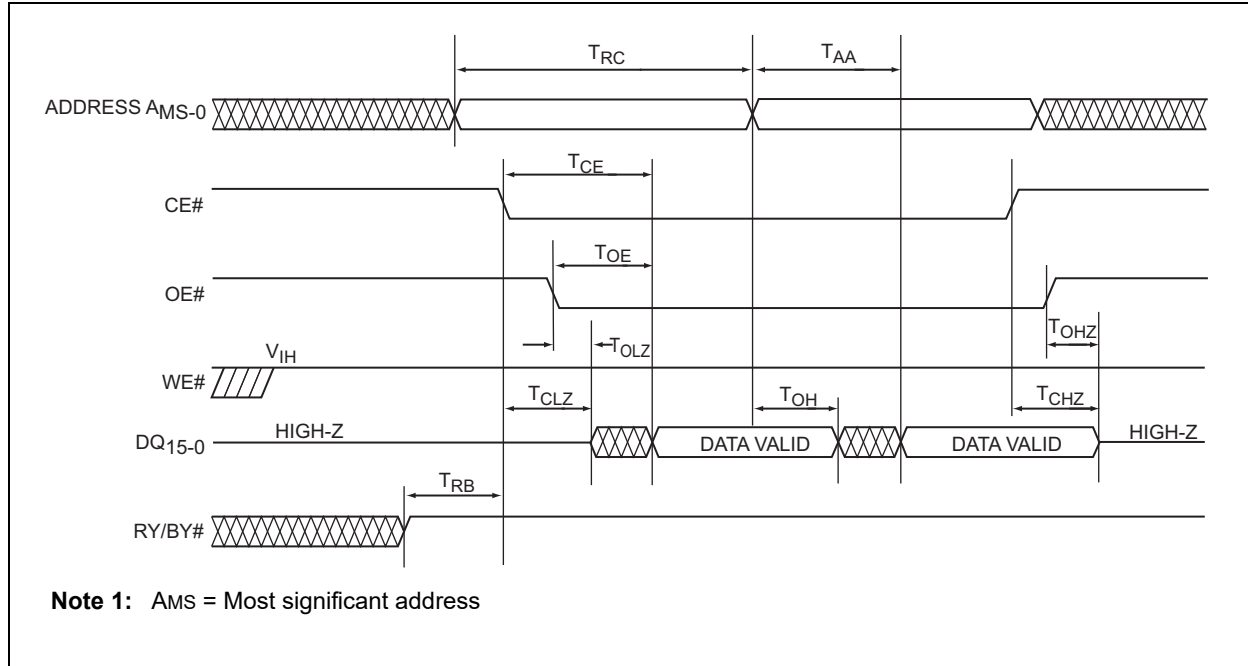 TRC TAA
ADDRESS AMS-0
TCE
CE#
TOE
OE#
TOHZ
TOLZ
VIH
WE#
TCLZ TOH TCHZ
DQ15-0 HIGH-Z DATA VALID DATA VALID HIGH-Z
TRB
RY/BY#
Note 1: AMS = Most significant address